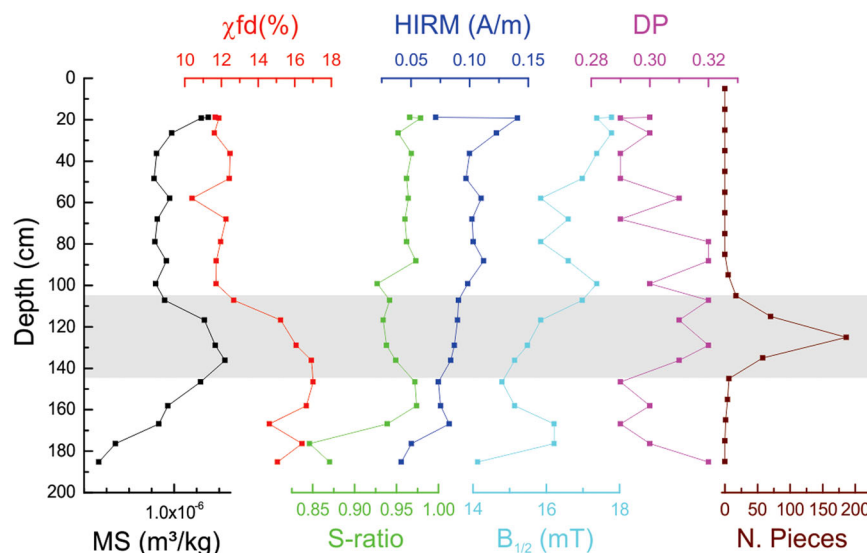 χfd(%)
HIRM (A/m)
DP
10 12 14 16 18
0.05 0.10 0.15
0.28 0.30 0.32
Depth (cm)
0
20
40
60
80
100
120
140
160
180
200
1.0x10⁻⁶
0.85 0.90 0.95 1.00
14 16 18
0 50 100 150 200
MS (m³/kg)
S-ratio
B1/2 (mT)
N. Pieces